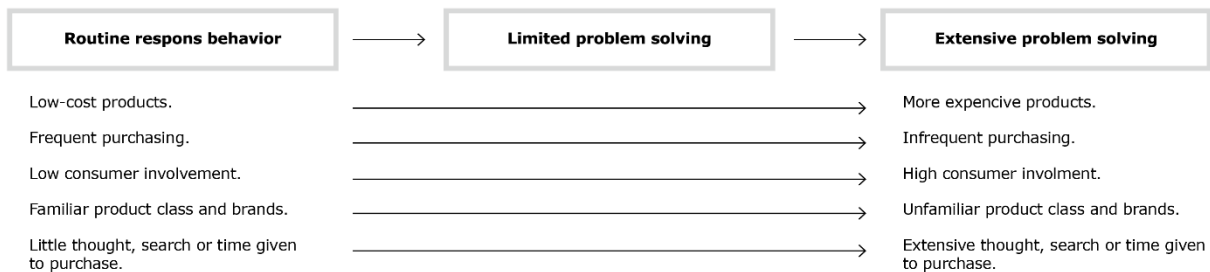 Routine respons behavior
Limited problem solving
Extensive problem solving
Low-cost products.
More expencive products.
Frequent purchasing.
Infrequent purchasing.
Low consumer involvement.
High consumer involment.
Familiar product class and brands.
Unfamiliar product class and brands.
Little thought, search or time given
to purchase.
Extensive thought, search or time given
to purchase.